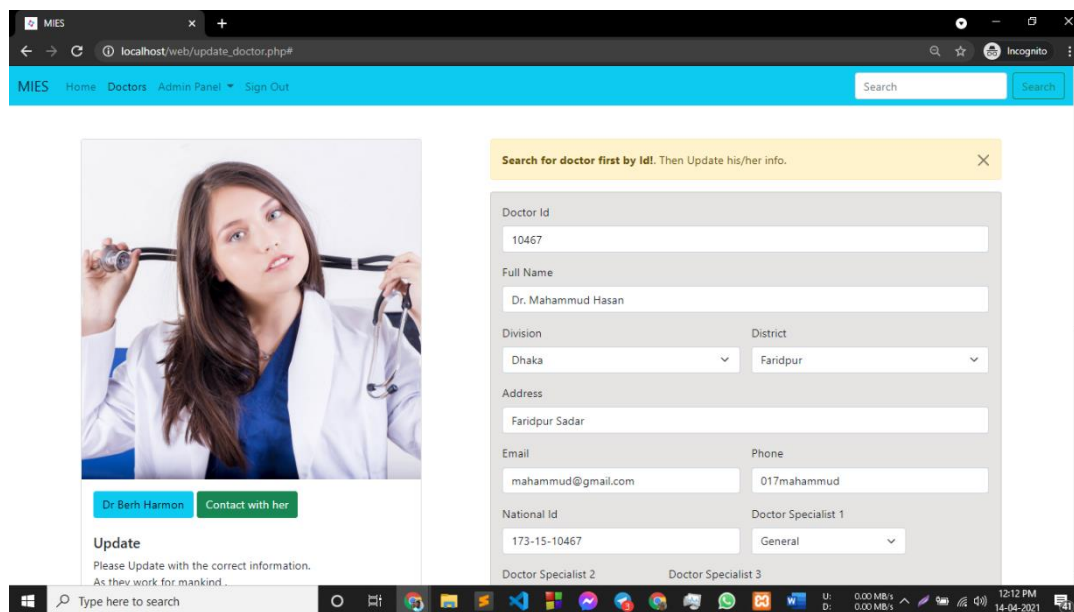 MIES
localhost/web/update_doctor.php#
Incognito
MIES Home Doctors Admin Panel Sign Out Search Search
Search for doctor first by Id!. Then Update his/her info.
Doctor Id
10467
Full Name
Dr. Mahammud Hasan
Division District
Dhaka Faridpur
Address
Faridpur Sadar
Email Phone
mahammud@gmail.com 017mahammud
National Id Doctor Specialist 1
173-15-10467 General
Doctor Specialist 2 Doctor Specialist 3
Dr Berh Harmon Contact with her
Update
Please Update with the correct information.
As they work for mankind .
Type here to search
U: 0.00 MB/s
D: 0.00 MB/s
12:12 PM
14-04-2021
41